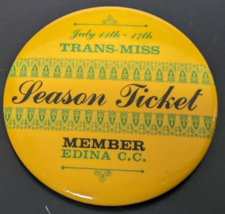 July 11th - 17th
TRANS-MISS
Season Ticket
MEMBER
EDINA C.C.